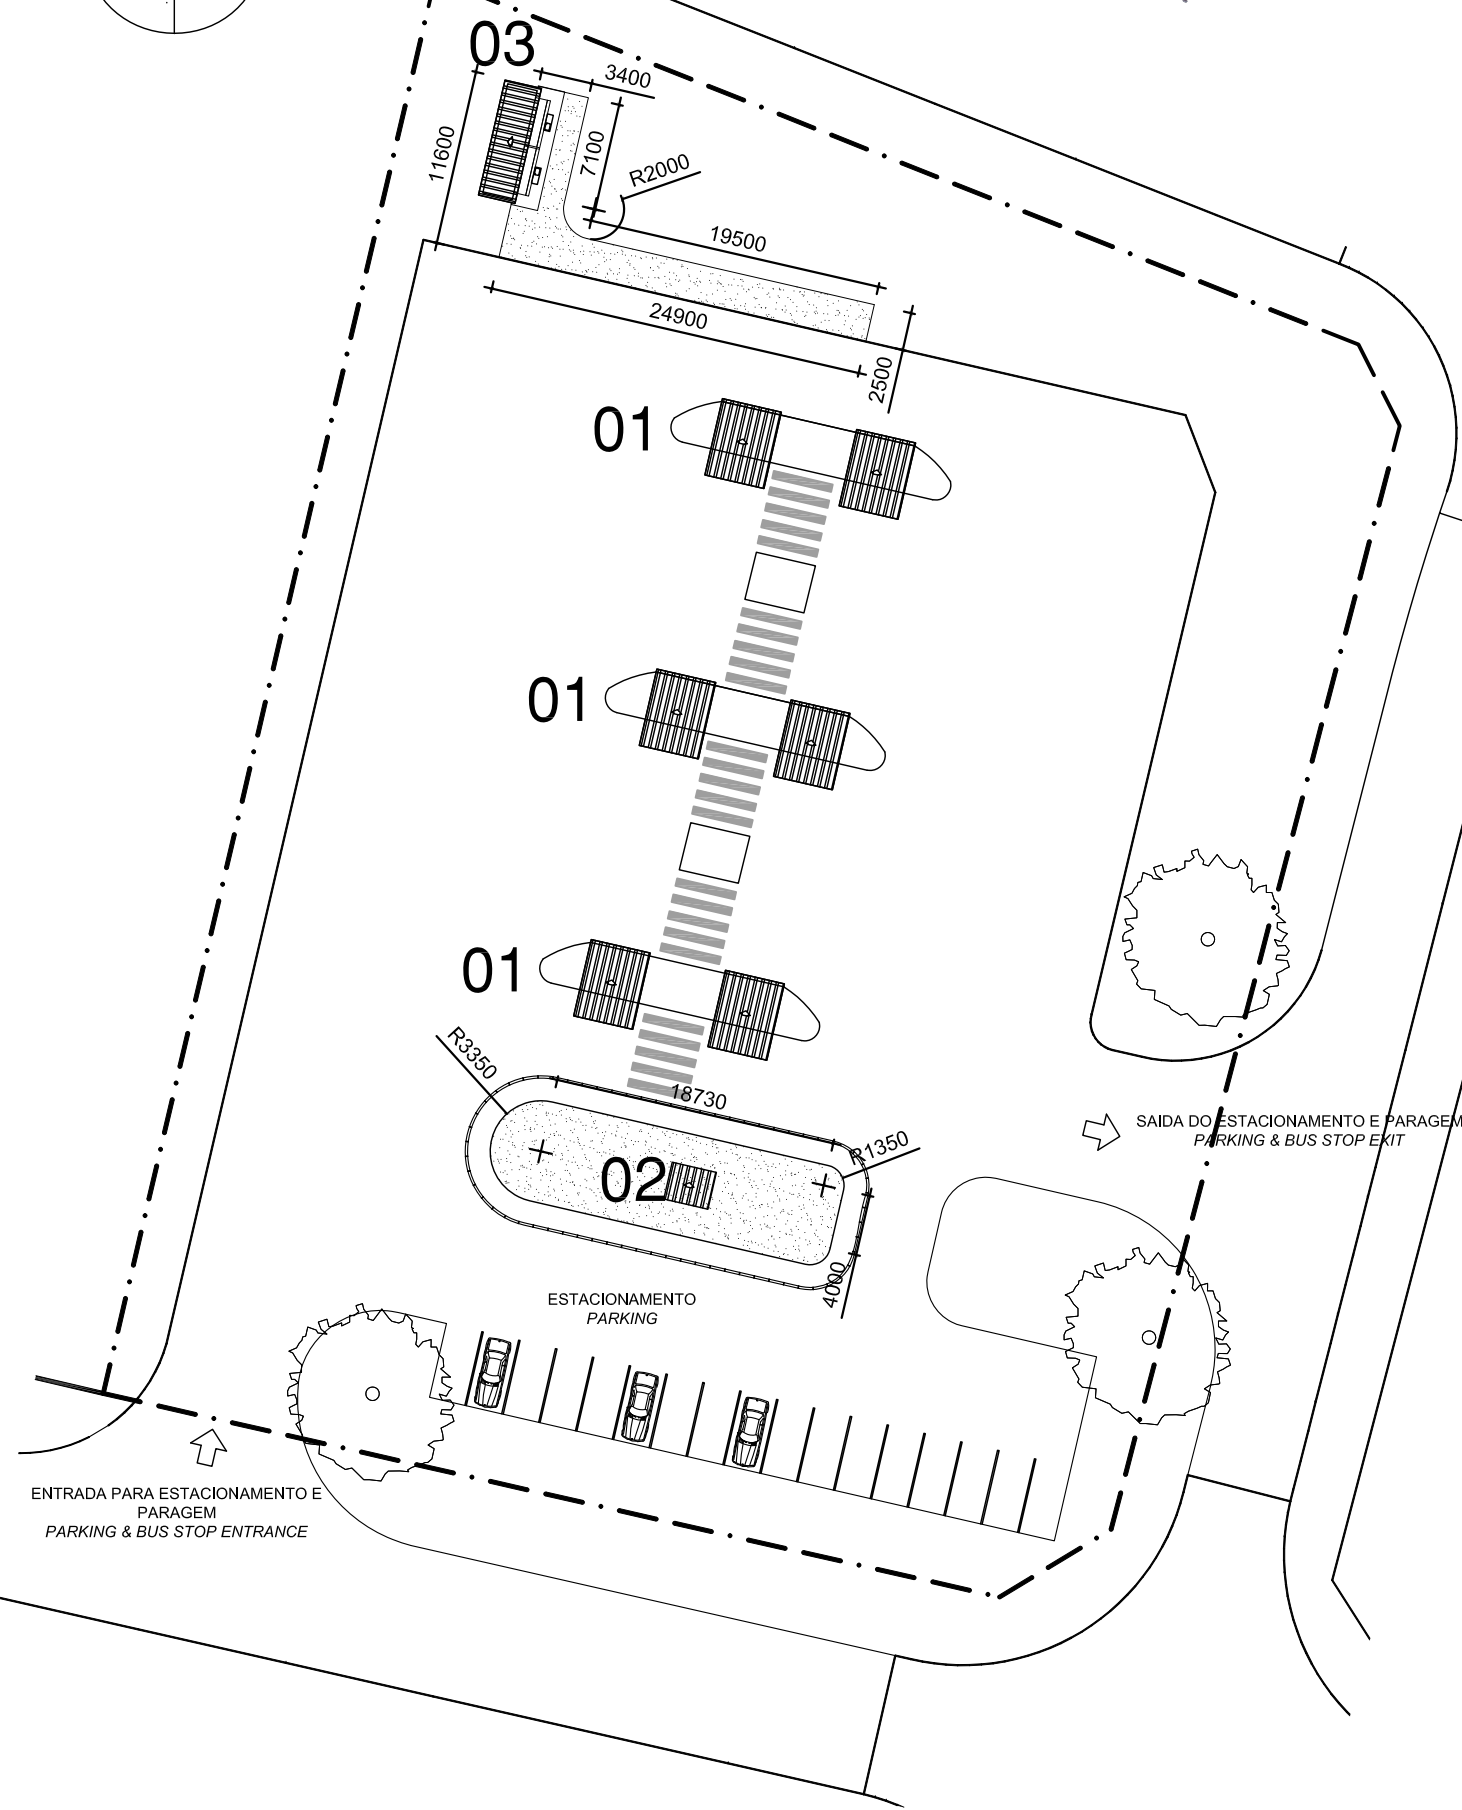 03
3400
11600
7100
R2000
19500
24900
2500
01
01
01
R3350
18730
R1350
02
4000
SAIDA DO ESTACIONAMENTO E PARAGEM
PARKING & BUS STOP EXIT
ESTACIONAMENTO
PARKING
ENTRADA PARA ESTACIONAMENTO E
PARAGEM
PARKING & BUS STOP ENTRANCE